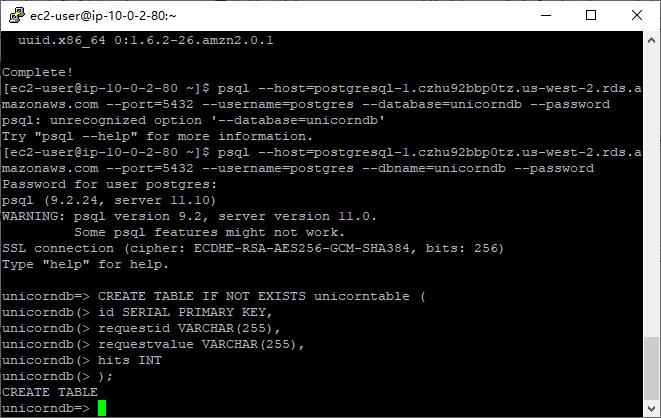 ec2-user@ip-10-0-2-80:~
uuid.x86_64 0:1.6.2-26.amzn2.0.1
Complete!
[ec2-user@ip-10-0-2-80 ~]$ psql --host=postgresql-1.czhu92bbp0tz.us-west-2.rds.a
mazonaws.com --port=5432 --username=postgres --database=unicorndb --password
psql: unrecognized option '--database=unicorndb'
Try "psql --help" for more information.
[ec2-user@ip-10-0-2-80 ~]$ psql --host=postgresql-1.czhu92bbp0tz.us-west-2.rds.a
mazonaws.com --port=5432 --username=postgres --dbname=unicorndb --password
Password for user postgres:
psql (9.2.24, server 11.10)
WARNING: psql version 9.2, server version 11.0.
         Some psql features might not work.
SSL connection (cipher: ECDHE-RSA-AES256-GCM-SHA384, bits: 256)
Type "help" for help.
unicorndb=> CREATE TABLE IF NOT EXISTS unicorntable (
unicorndb(> id SERIAL PRIMARY KEY,
unicorndb(> requestid VARCHAR(255),
unicorndb(> requestvalue VARCHAR(255),
unicorndb(> hits INT
unicorndb(> );
CREATE TABLE
unicorndb=>